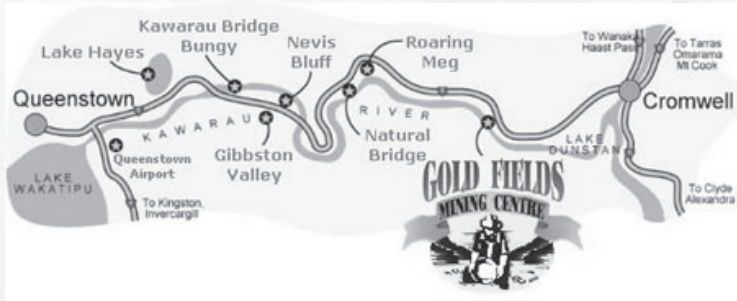 Kawarau Bridge
Bungy
Lake Hayes
Nevis
Bluff
Roaring
Meg
To Wanaka
Haast Pass
To Tarras
Omarama
Mt Cook
Queenstown
Cromwell
KAWARAU
RIVER
Queenstown
Airport
Gibbston
Valley
Natural
Bridge
LAKE
DUNSTAN
LAKE
WAKATIPU
To Kingston,
Invercargill
GOLD FIELDS
MINING CENTRE
To Clyde
Alexandra